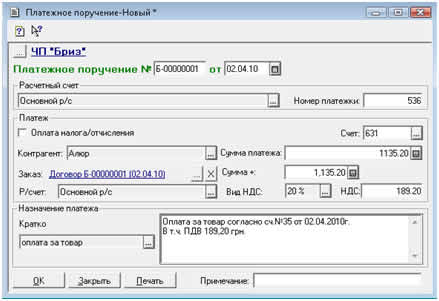 Платежное поручение-Новый *
... ЧП "Бриз"
Платежное поручение № Б-00000001 от 02.04.10
Расчетный счет
Основной р/с ... Номер платежки: 536
Платеж
Оплата налога/отчисления Счет: 631 ...
Контрагент: Алюр ... Сумма платежа: 1135.20
Заказ: Договор Б-00000001 (02.04.10) ... X Сумма +: 1,135.20
Р/счет: Основной р/с ... Вид НДС: 20 % ... НДС: 189.20
Назначение платежа
Кратко
оплата за товар ...
Оплата за товар согласно сч.№35 от 02.04.2010г.
В т.ч. ПДВ 189,20 грн.
ОК Закрыть Печать Примечание: